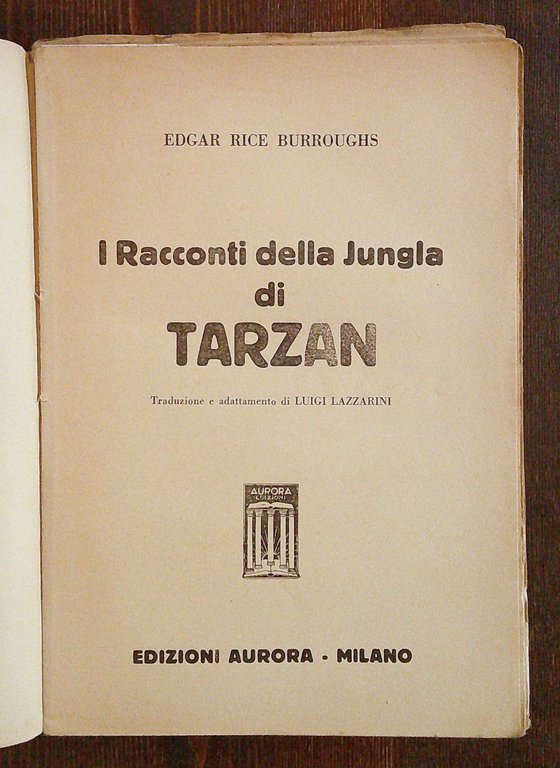 EDGAR RICE BURROUGHS
I Racconti della Jungla
di
TARZAN
Traduzione e adattamento di LUIGI LAZZARINI
AURORA
EDIZIONI
EDIZIONI AURORA - MILANO